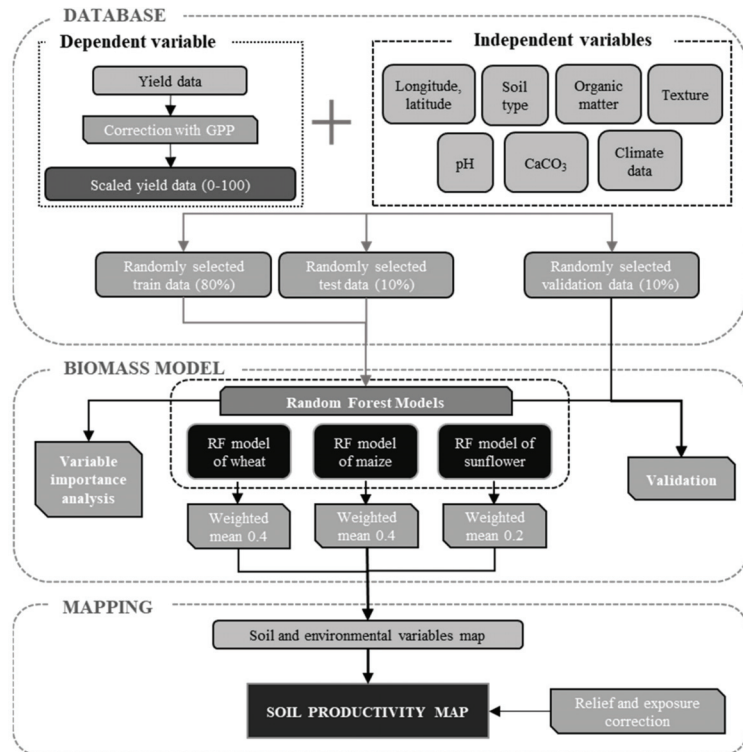 DATABASE
Dependent variable
Yield data
Correction with GPP
Scaled yield data (0-100)
+
Independent variables
Longitude,
latitude
Soil
type
Organic
matter
Texture
pH
CaCO₃
Climate
data
Randomly selected
train data (80%)
Randomly selected
test data (10%)
Randomly selected
validation data (10%)
BIOMASS MODEL
Random Forest Models
RF model
of wheat
RF model
of maize
RF model of
sunflower
Variable
importance
analysis
Validation
Weighted
mean 0.4
Weighted
mean 0.4
Weighted
mean 0.2
MAPPING
Soil and environmental variables map
SOIL PRODUCTIVITY MAP
Relief and exposure
correction